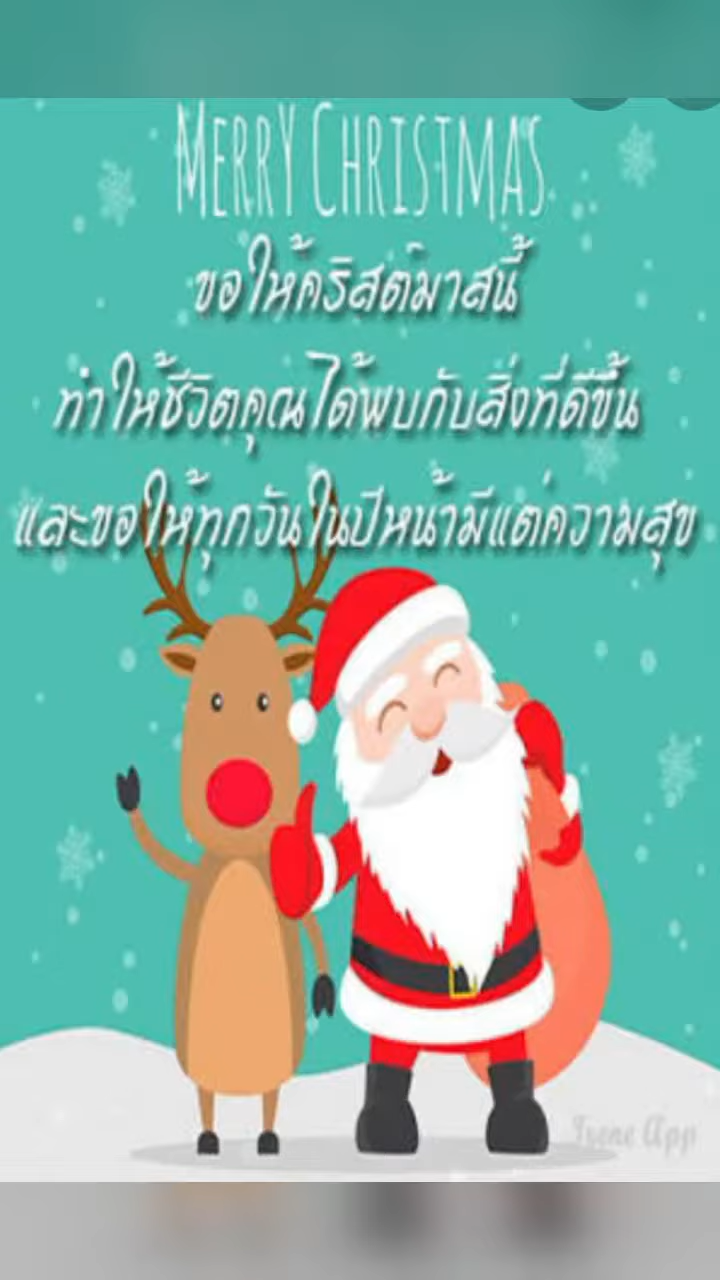 MERRY CHRISTMAS
ขอให้คริสต์มาสนี้
ทำให้ชีวิตคุณได้พบกับสิ่งที่ดีขึ้น
และขอให้ทุกวันในปีหน้ามีแต่ความสุข